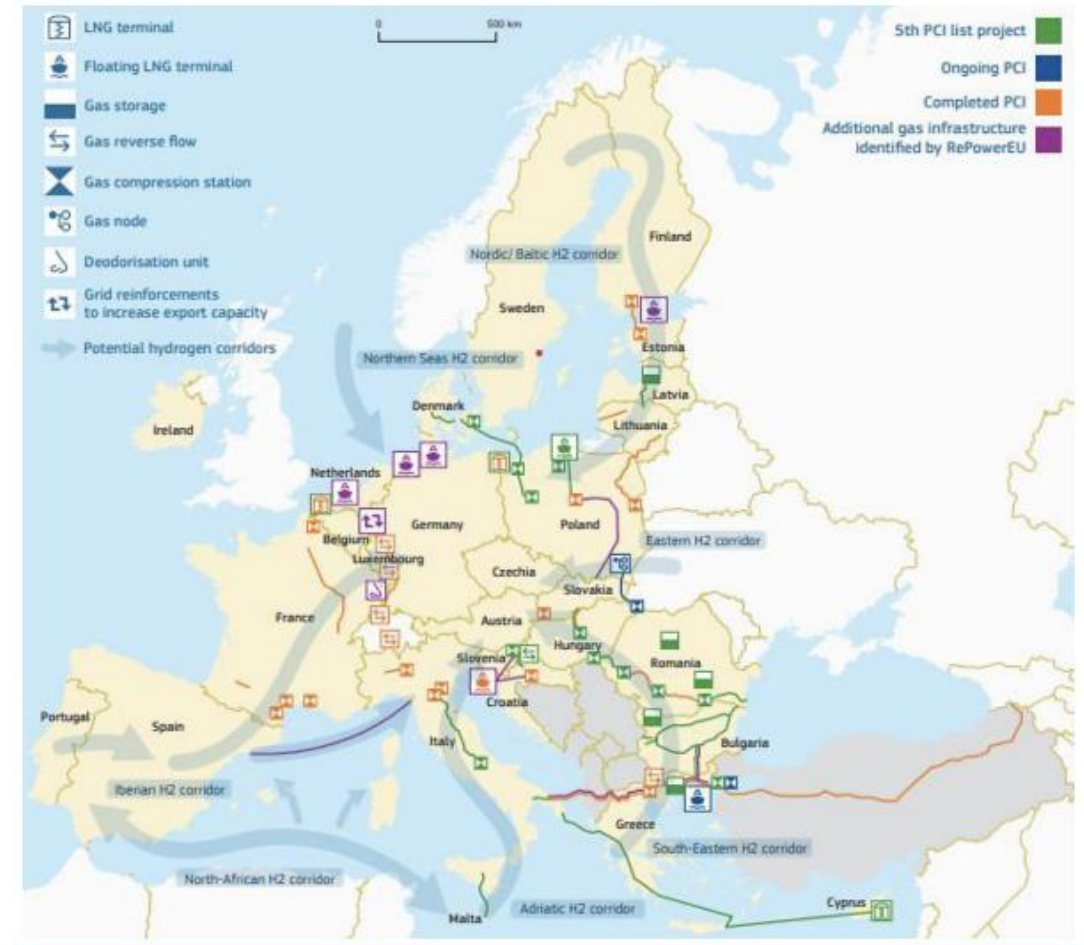 LNG terminal
Floating LNG terminal
Gas storage
Gas reverse flow
Gas compression station
Gas node
Deodorisation unit
Grid reinforcements
to increase export capacity
Potential hydrogen corridors
0
500 km
5th PCI list project
Ongoing PCI
Completed PCI
Additional gas infrastructure
identified by RePowerEU
Finland
Nordic/ Baltic H2 corridor
Sweden
Estonia
Northern Seas H2 corridor
Latvia
Denmark
Lithuania
Ireland
Netherlands
Germany
Poland
Belgium
Eastern H2 corridor
Luxembourg
Czechia
Slovakia
France
Austria
Hungary
Slovenia
Romania
Croatia
Portugal
Spain
Italy
Bulgaria
Iberian H2 corridor
Greece
South-Eastern H2 corridor
North-African H2 corridor
Cyprus
Adriatic H2 corridor
Malta